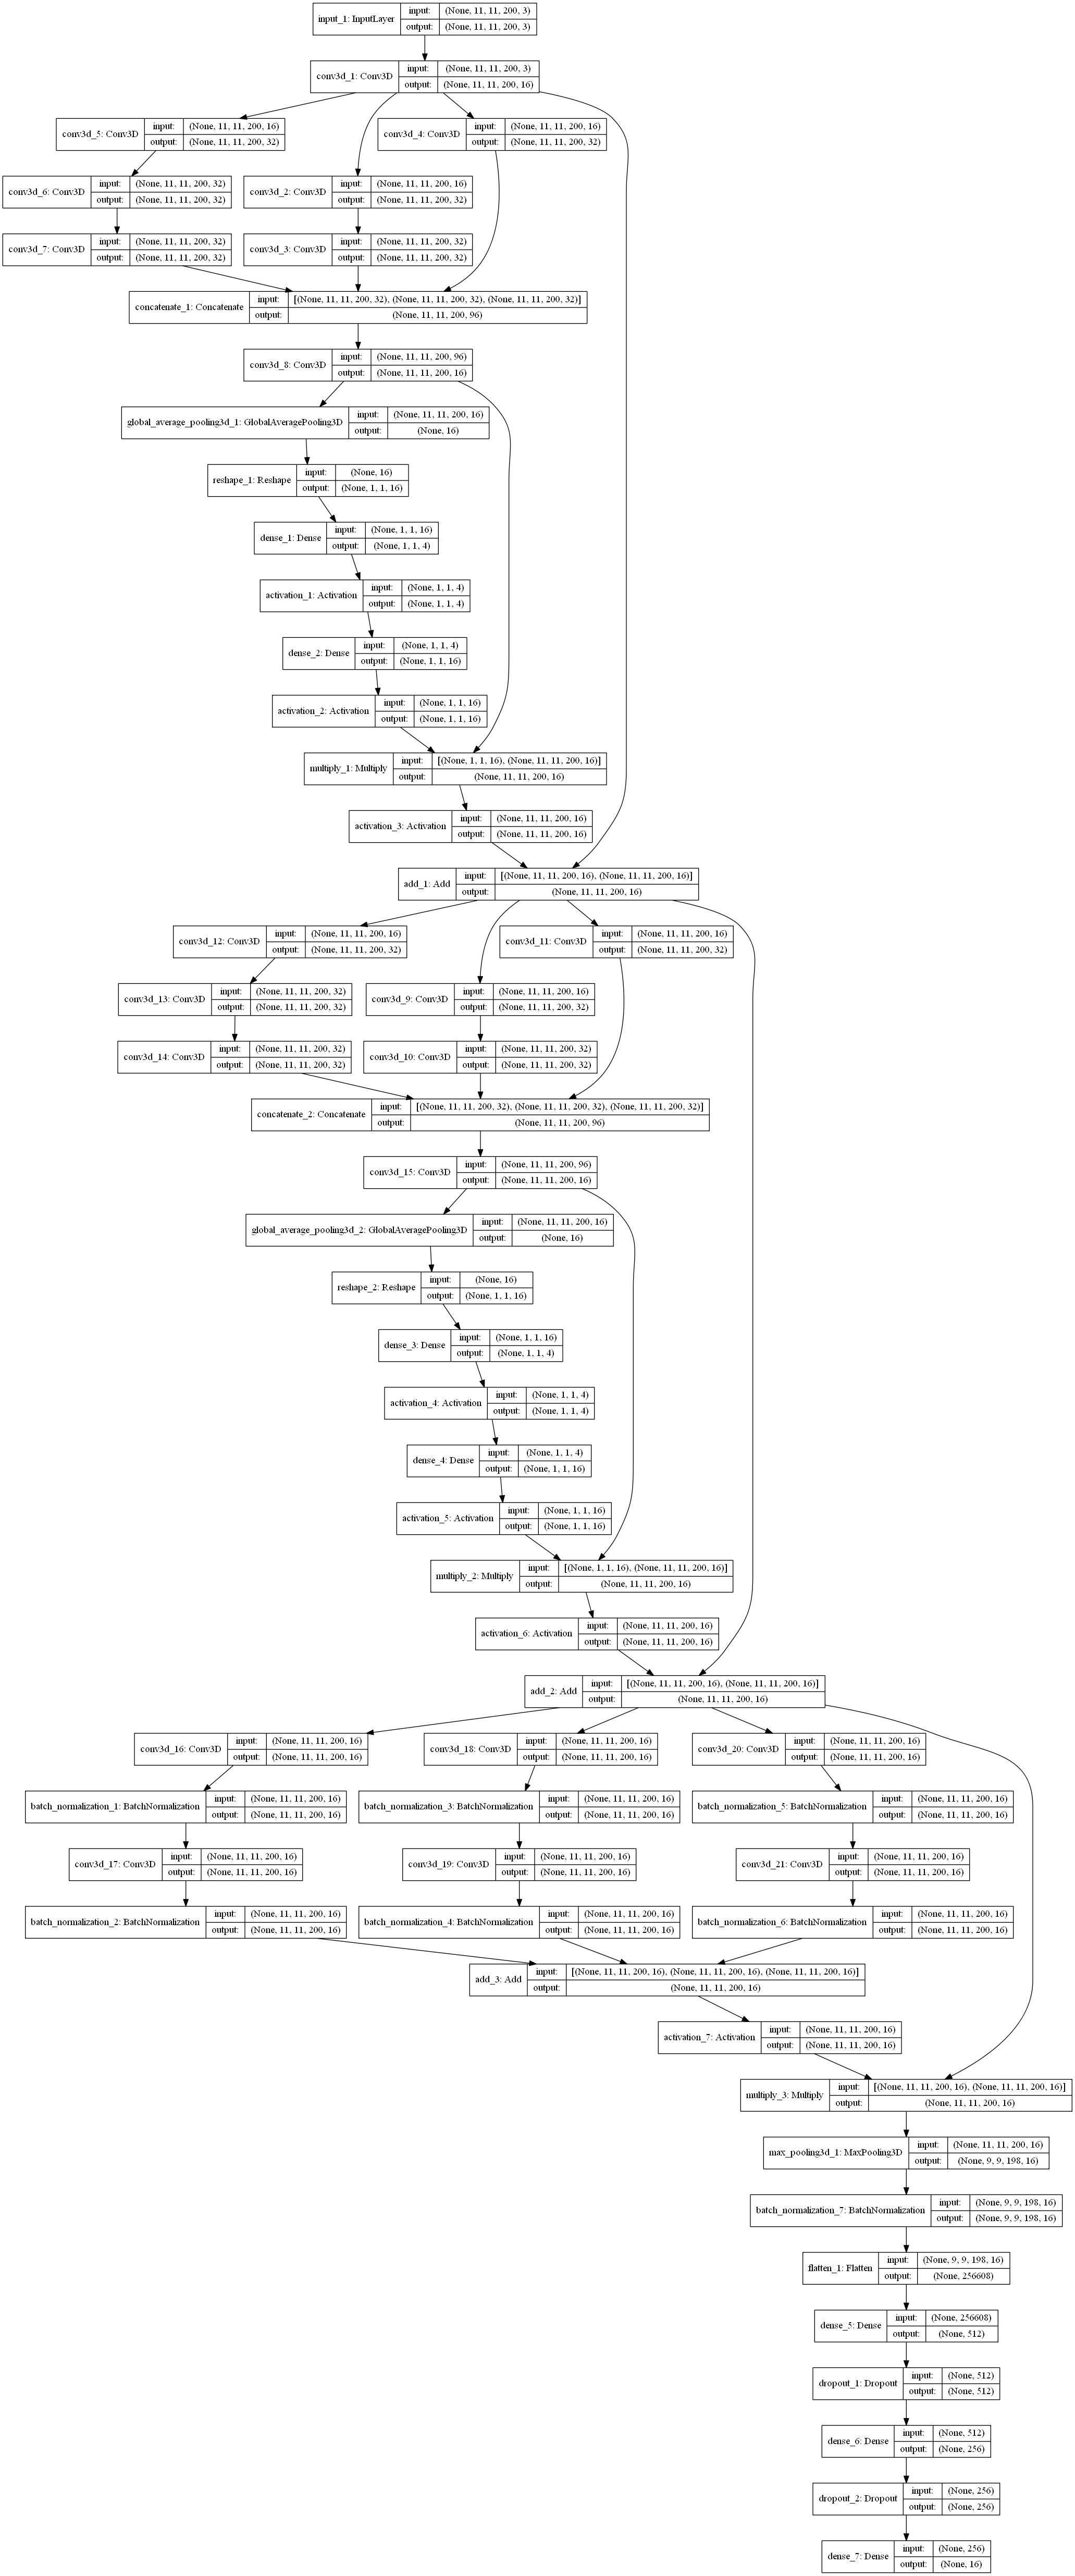 input_1: InputLayer
input: (None, 11, 11, 200, 3)
output: (None, 11, 11, 200, 3)
conv3d_1: Conv3D
input: (None, 11, 11, 200, 3)
output: (None, 11, 11, 200, 16)
conv3d_5: Conv3D
input: (None, 11, 11, 200, 16)
output: (None, 11, 11, 200, 32)
conv3d_4: Conv3D
input: (None, 11, 11, 200, 16)
output: (None, 11, 11, 200, 32)
conv3d_6: Conv3D
input: (None, 11, 11, 200, 32)
output: (None, 11, 11, 200, 32)
conv3d_2: Conv3D
input: (None, 11, 11, 200, 16)
output: (None, 11, 11, 200, 32)
conv3d_7: Conv3D
input: (None, 11, 11, 200, 32)
output: (None, 11, 11, 200, 32)
conv3d_3: Conv3D
input: (None, 11, 11, 200, 32)
output: (None, 11, 11, 200, 32)
concatenate_1: Concatenate
input: [(None, 11, 11, 200, 32), (None, 11, 11, 200, 32), (None, 11, 11, 200, 32)]
output: (None, 11, 11, 200, 96)
conv3d_8: Conv3D
input: (None, 11, 11, 200, 96)
output: (None, 11, 11, 200, 16)
global_average_pooling3d_1: GlobalAveragePooling3D
input: (None, 11, 11, 200, 16)
output: (None, 16)
reshape_1: Reshape
input: (None, 16)
output: (None, 1, 1, 16)
dense_1: Dense
input: (None, 1, 1, 16)
output: (None, 1, 1, 4)
activation_1: Activation
input: (None, 1, 1, 4)
output: (None, 1, 1, 4)
dense_2: Dense
input: (None, 1, 1, 4)
output: (None, 1, 1, 16)
activation_2: Activation
input: (None, 1, 1, 16)
output: (None, 1, 1, 16)
multiply_1: Multiply
input: [(None, 1, 1, 16), (None, 11, 11, 200, 16)]
output: (None, 11, 11, 200, 16)
activation_3: Activation
input: (None, 11, 11, 200, 16)
output: (None, 11, 11, 200, 16)
add_1: Add
input: [(None, 11, 11, 200, 16), (None, 11, 11, 200, 16)]
output: (None, 11, 11, 200, 16)
conv3d_12: Conv3D
input: (None, 11, 11, 200, 16)
output: (None, 11, 11, 200, 32)
conv3d_11: Conv3D
input: (None, 11, 11, 200, 16)
output: (None, 11, 11, 200, 32)
conv3d_13: Conv3D
input: (None, 11, 11, 200, 32)
output: (None, 11, 11, 200, 32)
conv3d_9: Conv3D
input: (None, 11, 11, 200, 16)
output: (None, 11, 11, 200, 32)
conv3d_14: Conv3D
input: (None, 11, 11, 200, 32)
output: (None, 11, 11, 200, 32)
conv3d_10: Conv3D
input: (None, 11, 11, 200, 32)
output: (None, 11, 11, 200, 32)
concatenate_2: Concatenate
input: [(None, 11, 11, 200, 32), (None, 11, 11, 200, 32), (None, 11, 11, 200, 32)]
output: (None, 11, 11, 200, 96)
conv3d_15: Conv3D
input: (None, 11, 11, 200, 96)
output: (None, 11, 11, 200, 16)
global_average_pooling3d_2: GlobalAveragePooling3D
input: (None, 11, 11, 200, 16)
output: (None, 16)
reshape_2: Reshape
input: (None, 16)
output: (None, 1, 1, 16)
dense_3: Dense
input: (None, 1, 1, 16)
output: (None, 1, 1, 4)
activation_4: Activation
input: (None, 1, 1, 4)
output: (None, 1, 1, 4)
dense_4: Dense
input: (None, 1, 1, 4)
output: (None, 1, 1, 16)
activation_5: Activation
input: (None, 1, 1, 16)
output: (None, 1, 1, 16)
multiply_2: Multiply
input: [(None, 1, 1, 16), (None, 11, 11, 200, 16)]
output: (None, 11, 11, 200, 16)
activation_6: Activation
input: (None, 11, 11, 200, 16)
output: (None, 11, 11, 200, 16)
add_2: Add
input: [(None, 11, 11, 200, 16), (None, 11, 11, 200, 16)]
output: (None, 11, 11, 200, 16)
conv3d_16: Conv3D
input: (None, 11, 11, 200, 16)
output: (None, 11, 11, 200, 16)
conv3d_18: Conv3D
input: (None, 11, 11, 200, 16)
output: (None, 11, 11, 200, 16)
conv3d_20: Conv3D
input: (None, 11, 11, 200, 16)
output: (None, 11, 11, 200, 16)
batch_normalization_1: BatchNormalization
input: (None, 11, 11, 200, 16)
output: (None, 11, 11, 200, 16)
batch_normalization_3: BatchNormalization
input: (None, 11, 11, 200, 16)
output: (None, 11, 11, 200, 16)
batch_normalization_5: BatchNormalization
input: (None, 11, 11, 200, 16)
output: (None, 11, 11, 200, 16)
conv3d_17: Conv3D
input: (None, 11, 11, 200, 16)
output: (None, 11, 11, 200, 16)
conv3d_19: Conv3D
input: (None, 11, 11, 200, 16)
output: (None, 11, 11, 200, 16)
conv3d_21: Conv3D
input: (None, 11, 11, 200, 16)
output: (None, 11, 11, 200, 16)
batch_normalization_2: BatchNormalization
input: (None, 11, 11, 200, 16)
output: (None, 11, 11, 200, 16)
batch_normalization_4: BatchNormalization
input: (None, 11, 11, 200, 16)
output: (None, 11, 11, 200, 16)
batch_normalization_6: BatchNormalization
input: (None, 11, 11, 200, 16)
output: (None, 11, 11, 200, 16)
add_3: Add
input: [(None, 11, 11, 200, 16), (None, 11, 11, 200, 16), (None, 11, 11, 200, 16)]
output: (None, 11, 11, 200, 16)
activation_7: Activation
input: (None, 11, 11, 200, 16)
output: (None, 11, 11, 200, 16)
multiply_3: Multiply
input: [(None, 11, 11, 200, 16), (None, 11, 11, 200, 16)]
output: (None, 11, 11, 200, 16)
max_pooling3d_1: MaxPooling3D
input: (None, 11, 11, 200, 16)
output: (None, 9, 9, 198, 16)
batch_normalization_7: BatchNormalization
input: (None, 9, 9, 198, 16)
output: (None, 9, 9, 198, 16)
flatten_1: Flatten
input: (None, 9, 9, 198, 16)
output: (None, 256608)
dense_5: Dense
input: (None, 256608)
output: (None, 512)
dropout_1: Dropout
input: (None, 512)
output: (None, 512)
dense_6: Dense
input: (None, 512)
output: (None, 256)
dropout_2: Dropout
input: (None, 256)
output: (None, 256)
dense_7: Dense
input: (None, 256)
output: (None, 16)